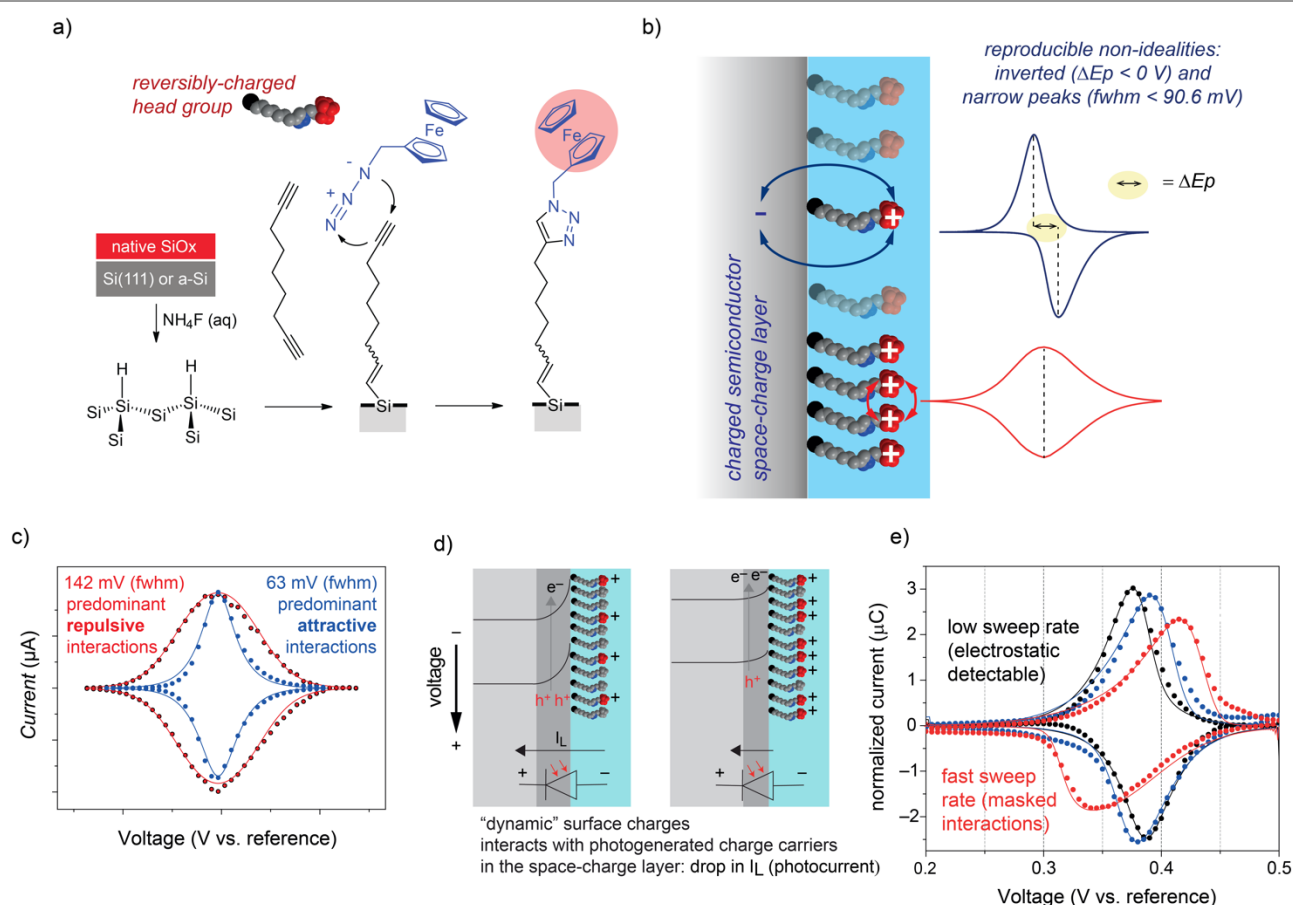 a)
reversibly-charged
head group
Fe
-
N
+
N
N
native SiOx
Si(111) or a-Si
NH4F (aq)
H H
Si Si Si Si Si
Si Si
Si
Fe
N N
N
Si
b)
reproducible non-idealities:
inverted (ΔEp < 0 V) and
narrow peaks (fwhm < 90.6 mV)
= ΔEp
-
+
+
+
+
+
charged semiconductor
space-charge layer
c)
142 mV (fwhm)
predominant
repulsive
interactions
63 mV (fwhm)
predominant
attractive
interactions
Current (µA)
Voltage (V vs. reference)
d)
voltage
−
+
e−
h+ h+
IL
+ −
+
+
+
+
+
e− e−
h+
+ −
+
+
+
+
+
"dynamic" surface charges
interacts with photogenerated charge carriers
in the space-charge layer: drop in IL (photocurrent)
e)
normalized current (µC)
3
2
1
0
−1
−2
low sweep rate
(electrostatic
detectable)
fast sweep
rate (masked
interactions)
0.2 0.3 0.4 0.5
Voltage (V vs. reference)